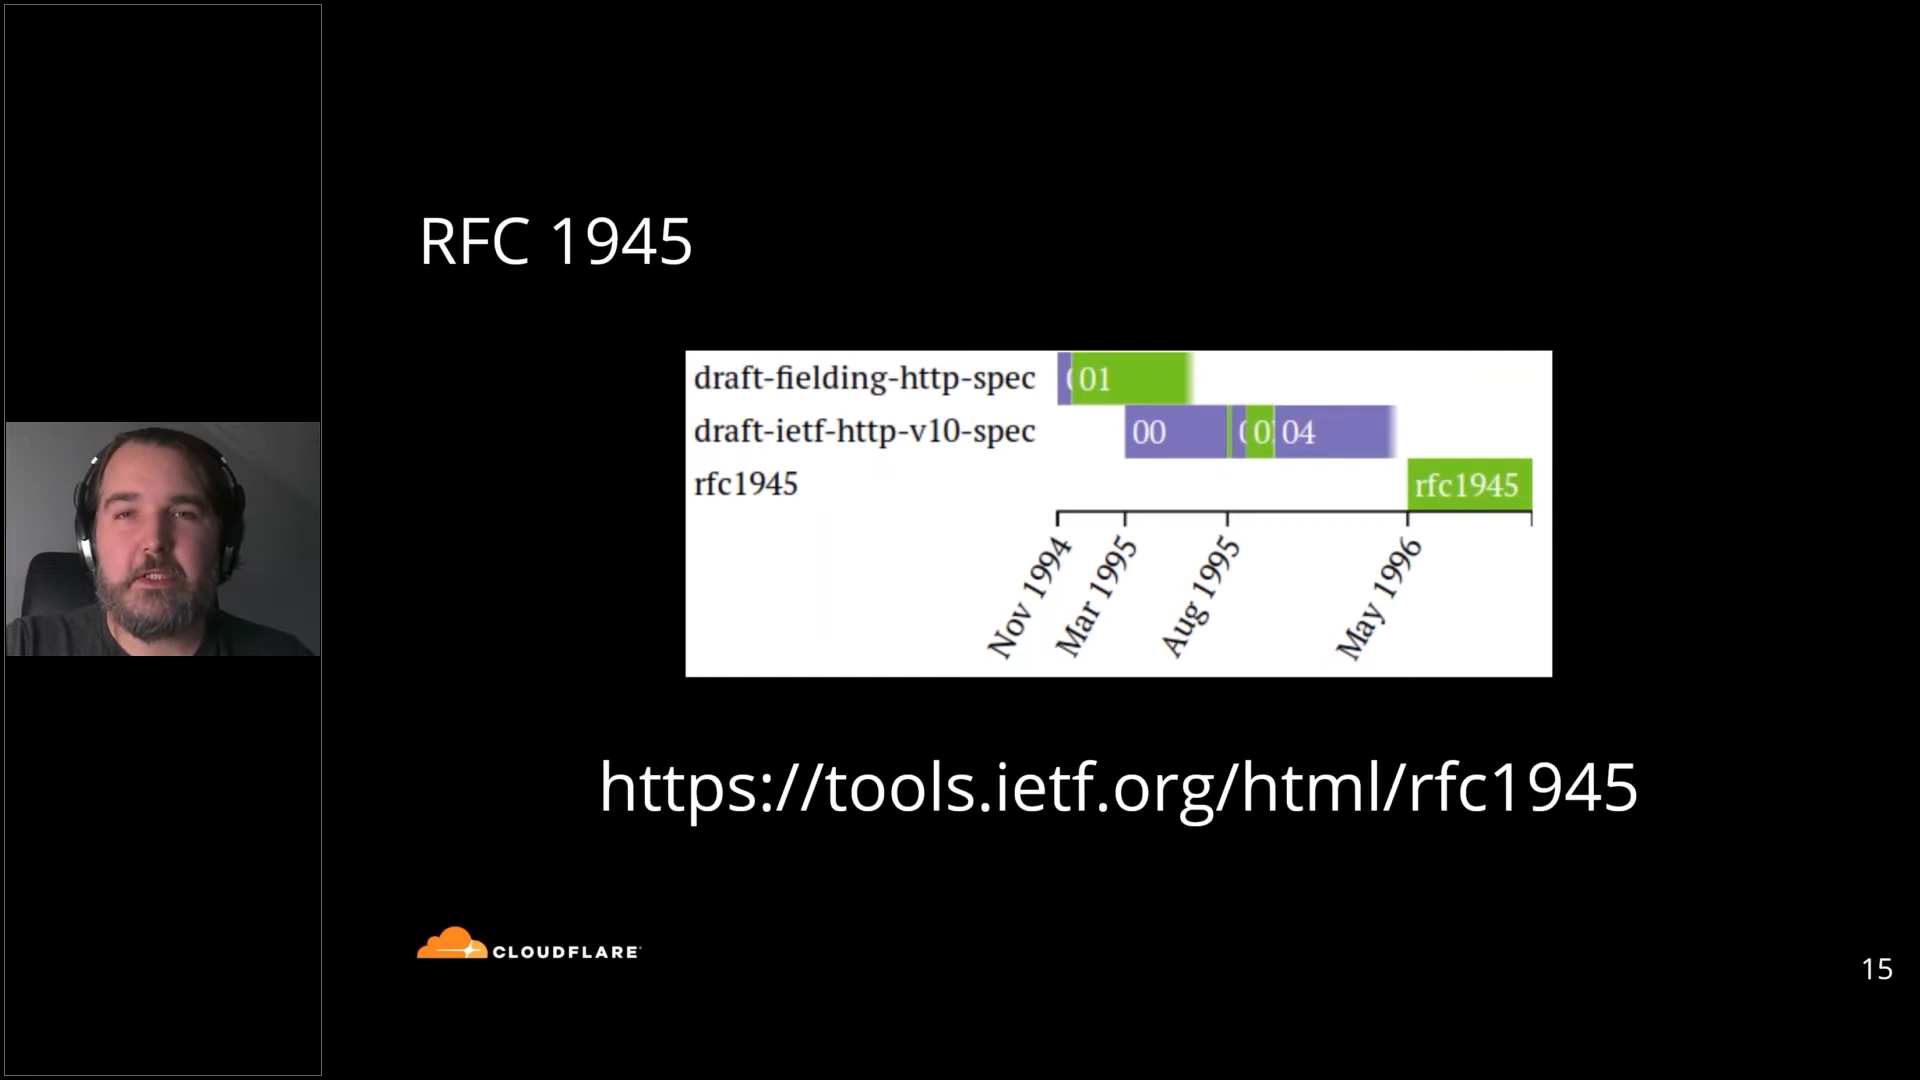 RFC 1945
draft-fielding-http-spec 01
draft-ietf-http-v10-spec 00 04
rfc1945 rfc1945
Nov 1994 Mar 1995 Aug 1995 May 1996
https://tools.ietf.org/html/rfc1945
CLOUDFLARE
15